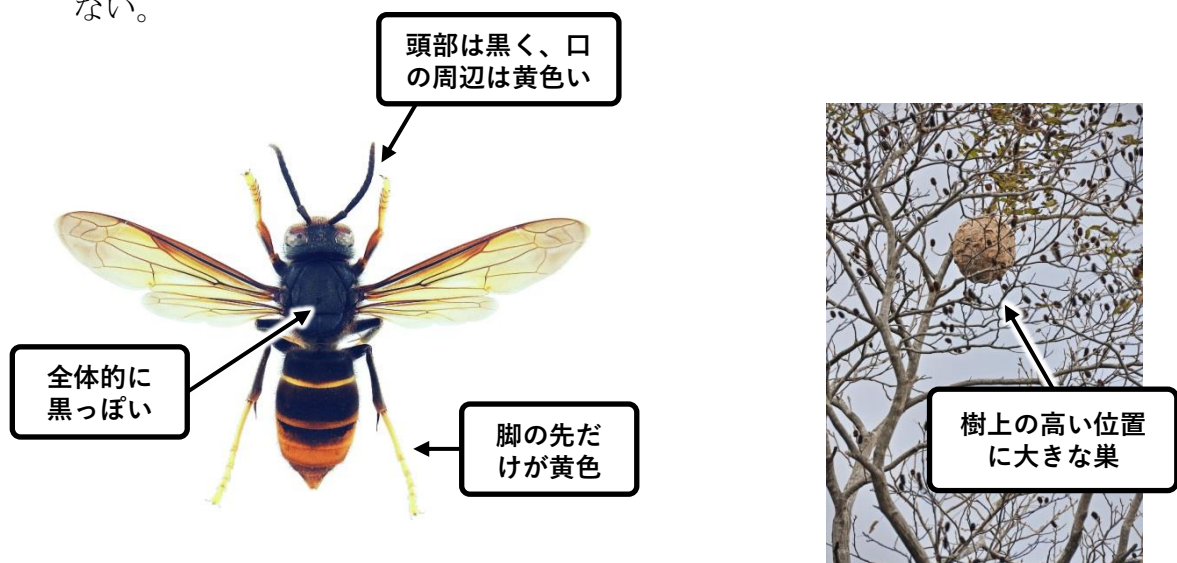 ない。
頭部は黒く、口
の周辺は黄色い
全体的に
黒っぽい
脚の先だ
けが黄色
樹上の高い位置
に大きな巣